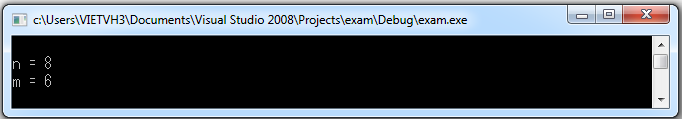 c:\Users\VIETVH3\Documents\Visual Studio 2008\Projects\exam\Debug\exam.exe
n = 8
m = 6